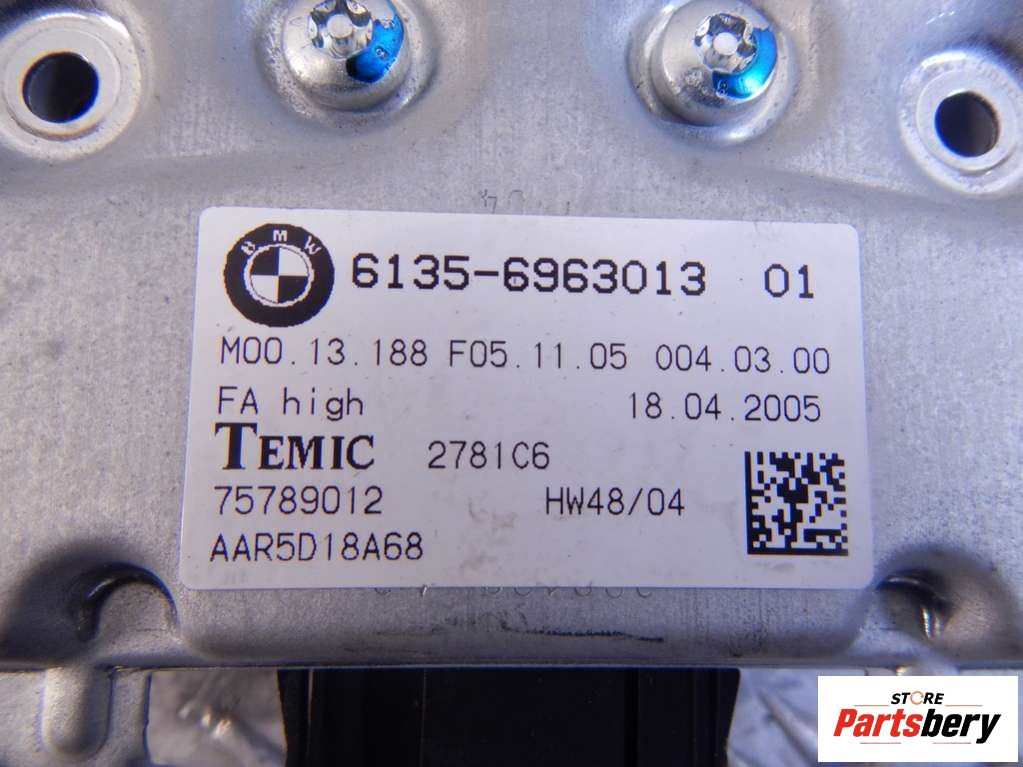 BMW
6135-6963013 01
M00.13.188 F05.11.05 004.03.00
FA high 18.04.2005
TEMIC 2781C6
75789012 HW48/04
AAR5D18A68
STORE
Partsbery